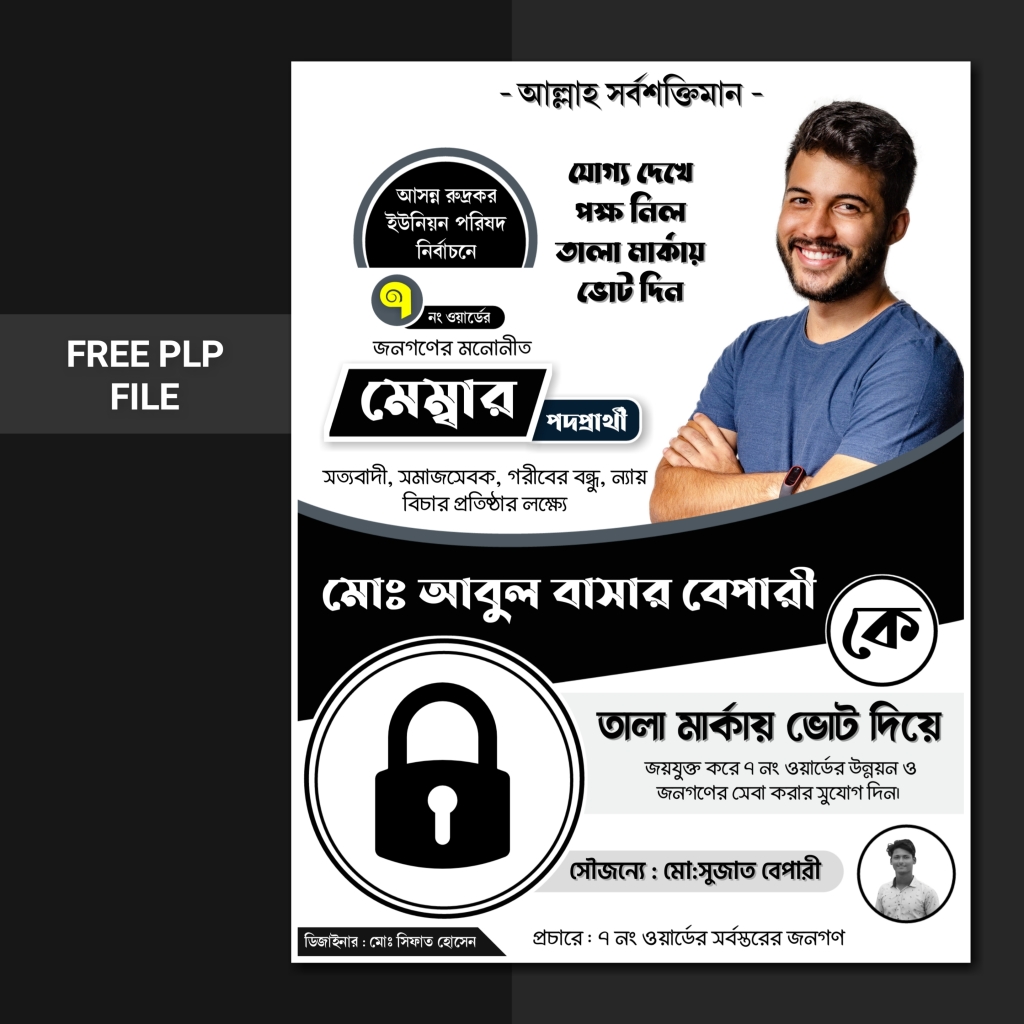 - আল্লাহ সর্বশক্তিমান -
আসন্ন রুদ্রকর
ইউনিয়ন পরিষদ
নির্বাচনে
যোগ্য দেখে
পক্ষ নিল
তালা মার্কায়
ভোট দিন
৭
নং ওয়ার্ডের
জনগণের মনোনীত
মেম্বার
পদপ্রার্থী
FREE PLP
FILE
সত্যবাদী, সমাজসেবক, গরীবের বন্ধু, ন্যায়
বিচার প্রতিষ্ঠার লক্ষ্যে
মোঃ আবুল বাসার বেপারী
কে
তালা মার্কায় ভোট দিয়ে
জয়যুক্ত করে ৭ নং ওয়ার্ডের উন্নয়ন ও
জনগণের সেবা করার সুযোগ দিন।
সৌজন্যে : মো:সুজাত বেপারী
ডিজাইনার : মোঃ সিফাত হোসেন
প্রচারে : ৭ নং ওয়ার্ডের সর্বস্তরের জনগণ